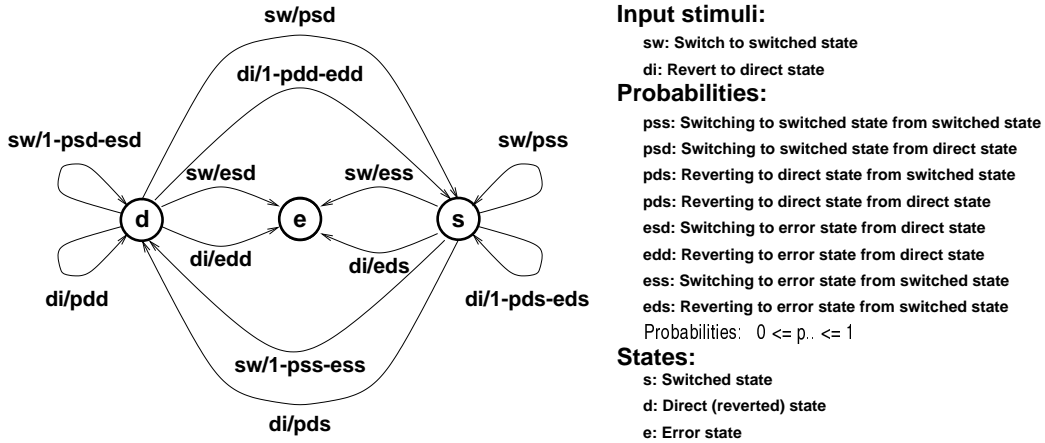 sw/psd
di/1-pdd-edd
sw/1-psd-esd
sw/pss
sw/esd
sw/ess
d
e
s
di/edd
di/eds
di/pdd
di/1-pds-eds
sw/1-pss-ess
di/pds
Input stimuli:
sw: Switch to switched state
di: Revert to direct state
Probabilities:
pss: Switching to switched state from switched state
psd: Switching to switched state from direct state
pds: Reverting to direct state from switched state
pds: Reverting to direct state from direct state
esd: Switching to error state from direct state
edd: Reverting to error state from direct state
ess: Switching to error state from switched state
eds: Reverting to error state from switched state
Probabilities: 0 <= p.. <= 1
States:
s: Switched state
d: Direct (reverted) state
e: Error state